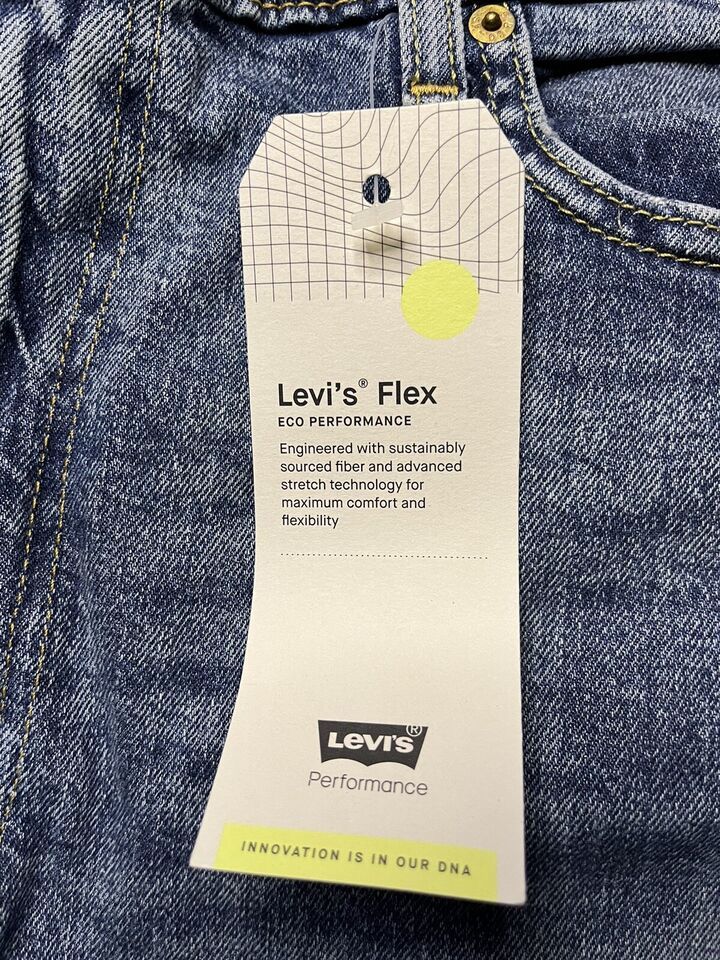 Levi's® Flex
ECO PERFORMANCE
Engineered with sustainably
sourced fiber and advanced
stretch technology for
maximum comfort and
flexibility
LEVI'S®
Performance
INNOVATION IS IN OUR DNA